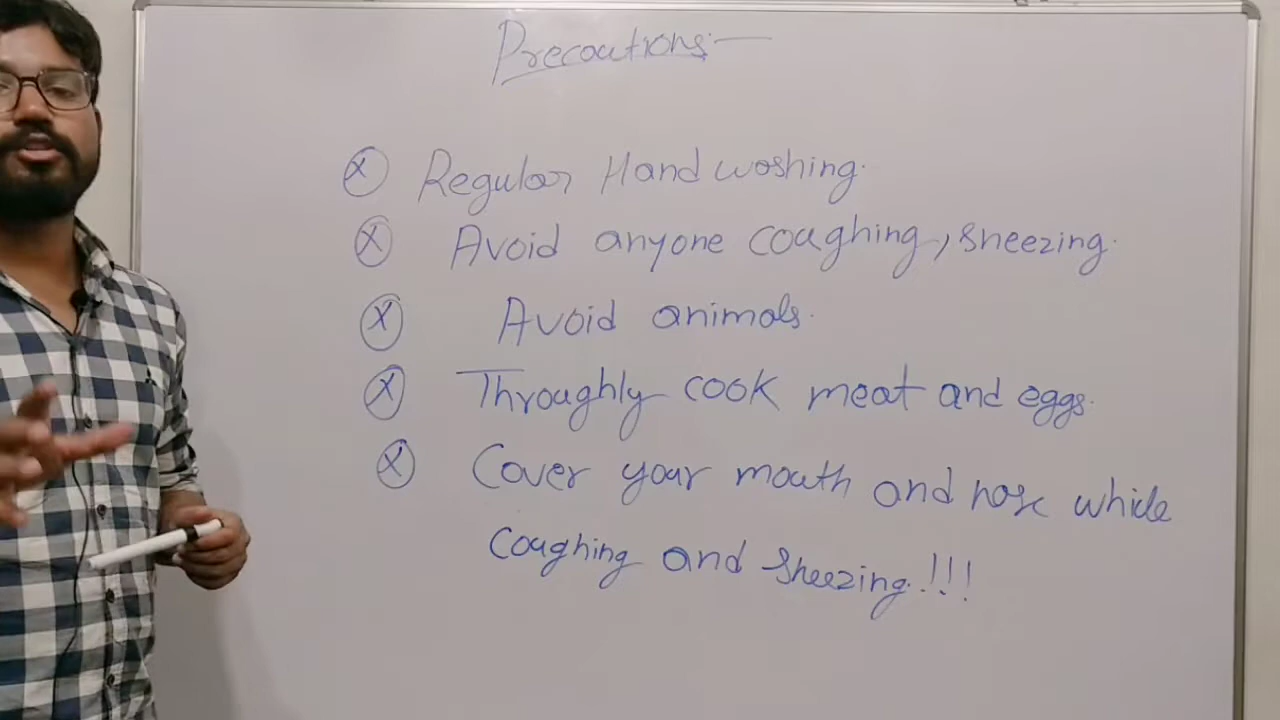 Precautions:-
Ⓧ Regular Hand washing.
Ⓧ Avoid anyone coughing, sneezing.
Ⓧ Avoid animals.
Ⓧ Throughly cook meat and eggs.
Ⓧ Cover your mouth and nose while
coughing and sneezing.!!!